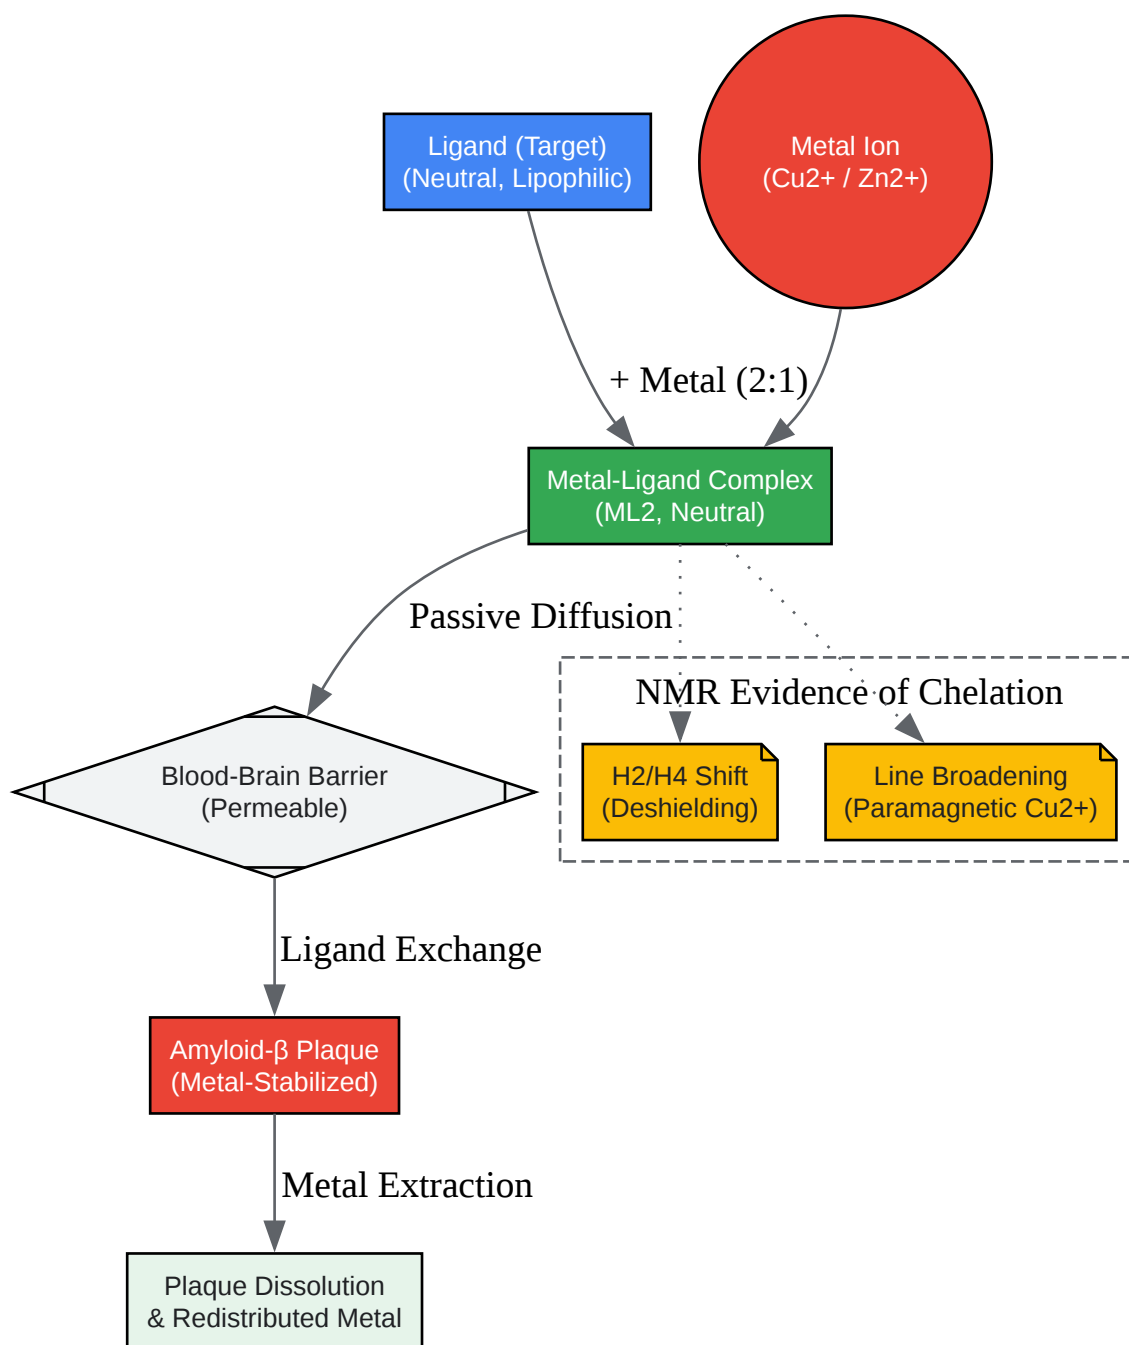 Ligand (Target)
(Neutral, Lipophilic)
Metal Ion
(Cu2+ / Zn2+)
+ Metal (2:1)
Metal-Ligand Complex
(ML2, Neutral)
Passive Diffusion
NMR Evidence of Chelation
Blood-Brain Barrier
(Permeable)
H2/H4 Shift
(Deshielding)
Line Broadening
(Paramagnetic Cu2+)
Ligand Exchange
Amyloid-β Plaque
(Metal-Stabilized)
Metal Extraction
Plaque Dissolution
& Redistributed Metal